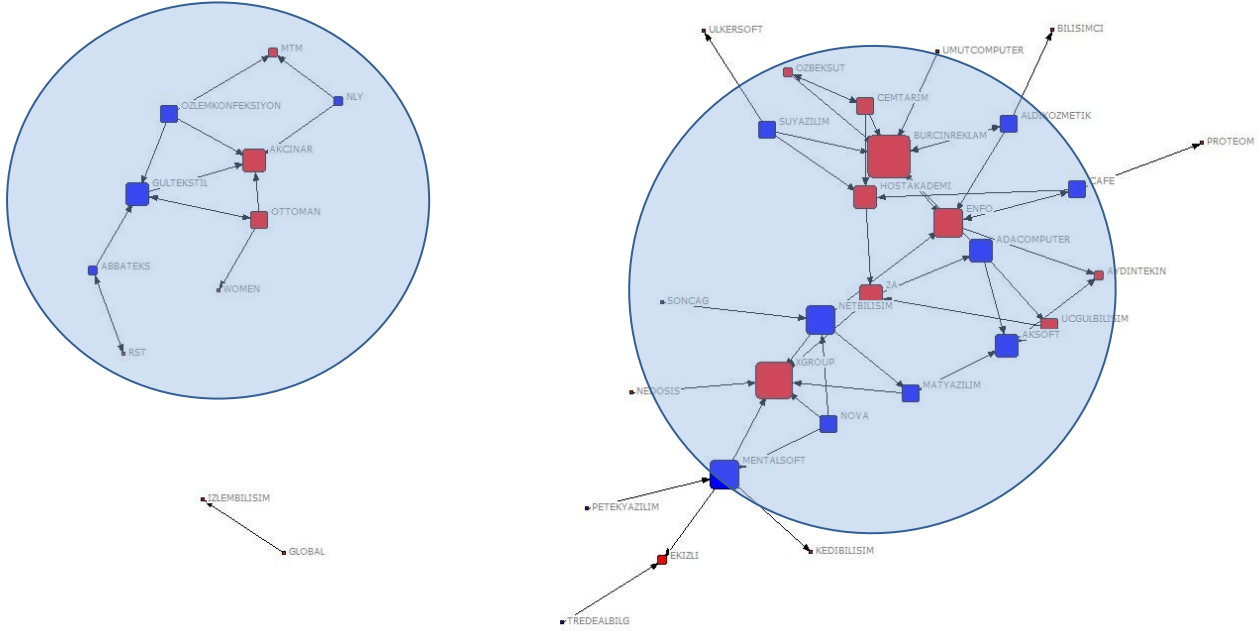 MTM
OZLEMKONFEKSIYON
NLY
AKCINAR
GULTEKSTIL
OTTOMAN
ABBATEKS
WOMEN
RST
IZLEMBILISIM
GLOBAL
ULKERSOFT
BILISIMCI
UMUTCOMPUTER
OZBEKSUT
CEMTARIM
SUYAZILIM
ALDIKOZMETIK
BURCINREKLAM
PROTEOM
CAFE
HOSTAKADEMI
ENFO
ADACOMPUTER
AYDINTEKIN
2A
SONCAG
NETBILISIM
UCGULBILISIM
AKSOFT
XGROUP
MATYAZILIM
NEDOSIS
NOVA
MENTALSOFT
PETEKYAZILIM
KEDIBILISIM
EKIZLI
TREDEALBILG